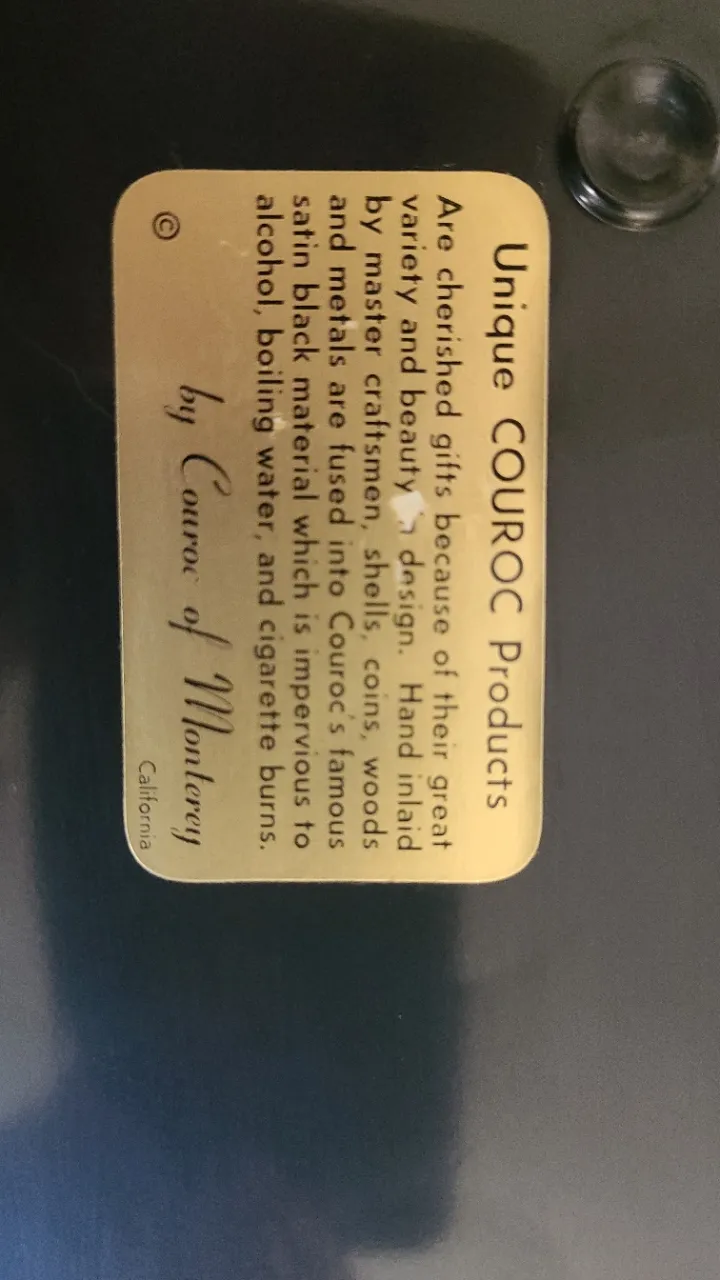 Unique COUROC Products
Are cherished gifts because of their great
variety and beauty design. Hand inlaid
by master craftsmen, shells, coins, woods
and metals are fused into Couroc's famous
satin black material which is impervious to
alcohol, boiling water, and cigarette burns.
by Couroc of Monterey
© California